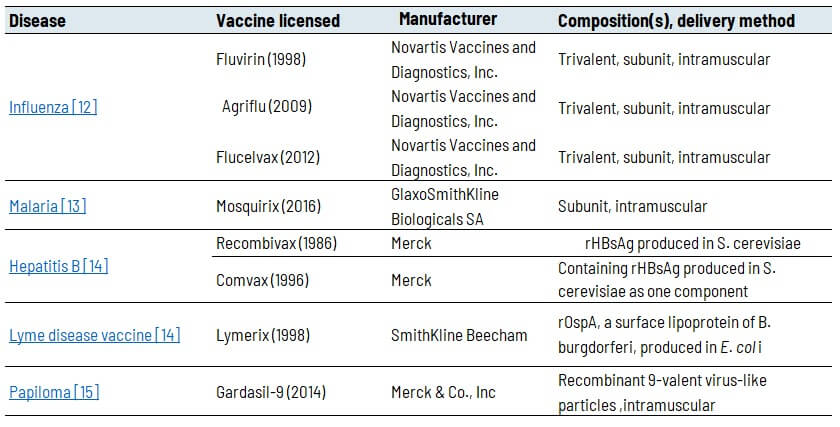 Disease Vaccine licensed Manufacturer Composition(s), delivery method
Influenza [12]
Fluvirin (1998)
Novartis Vaccines and
Diagnostics, Inc.
Trivalent, subunit, intramuscular
Agriflu (2009)
Novartis Vaccines and
Diagnostics, Inc.
Trivalent, subunit, intramuscular
Flucelvax (2012)
Novartis Vaccines and
Diagnostics, Inc.
Trivalent, subunit, intramuscular
Malaria [13]
Mosquirix (2016)
GlaxoSmithKline
Biologicals SA
Subunit, intramuscular
Hepatitis B [14]
Recombivax (1986)
Merck
rHBsAg produced in S. cerevisiae
Comvax (1996)
Merck
Containing rHBsAg produced in S.
cerevisiae as one component
Lyme disease vaccine [14]
Lymerix (1998)
SmithKline Beecham
rOspA, a surface lipoprotein of B.
burgdorferi, produced in E. col i
Papiloma [15]
Gardasil-9 (2014)
Merck & Co., Inc
Recombinant 9-valent virus-like
particles ,intramuscular